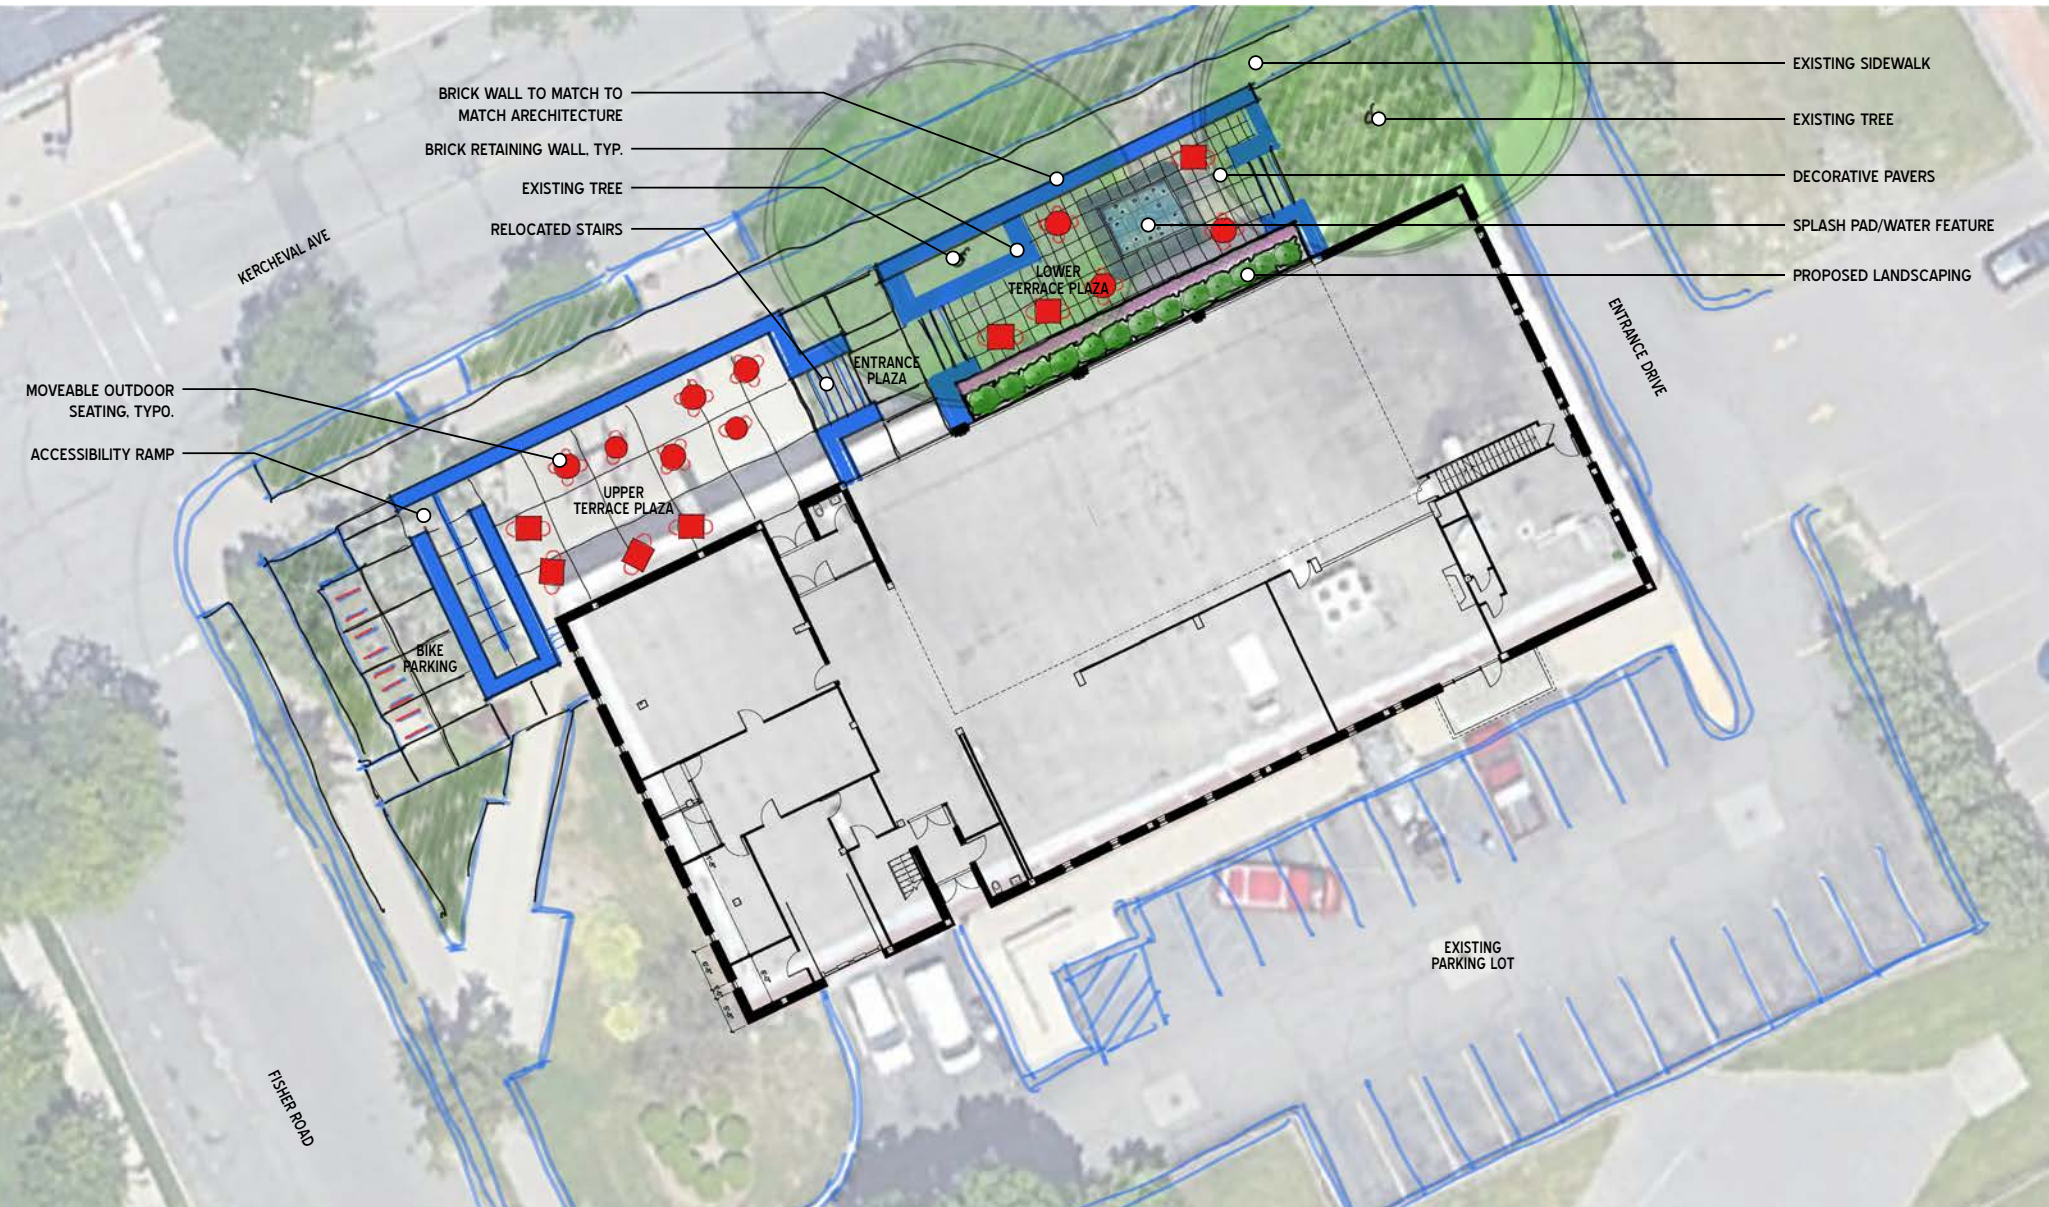 BRICK WALL TO MATCH TO
MATCH ARECHITECTURE
BRICK RETAINING WALL, TYP.
EXISTING TREE
RELOCATED STAIRS
KERCHEVAL AVE
MOVEABLE OUTDOOR
SEATING, TYPO.
ACCESSIBILITY RAMP
EXISTING SIDEWALK
EXISTING TREE
DECORATIVE PAVERS
SPLASH PAD/WATER FEATURE
PROPOSED LANDSCAPING
LOWER
TERRACE PLAZA
ENTRANCE
PLAZA
UPPER
TERRACE PLAZA
BIKE
PARKING
ENTRANCE DRIVE
EXISTING
PARKING LOT
FISHER ROAD